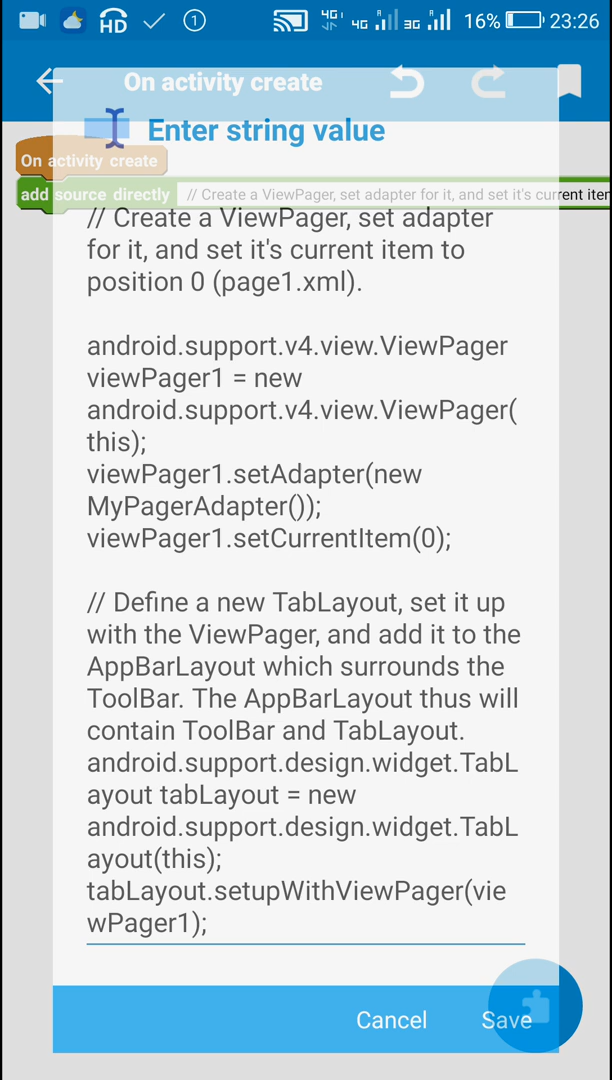 HD
1
4G
4G
R
3G
R
16%
23:26
On activity create
Enter string value
On activity create
add source directly // Create a ViewPager, set adapter for it, and set it's current iter
// Create a ViewPager, set adapter
for it, and set it's current item to
position 0 (page1.xml).
android.support.v4.view.ViewPager
viewPager1 = new
android.support.v4.view.ViewPager(
this);
viewPager1.setAdapter(new
MyPagerAdapter());
viewPager1.setCurrentItem(0);
// Define a new TabLayout, set it up
with the ViewPager, and add it to the
AppBarLayout which surrounds the
ToolBar. The AppBarLayout thus will
contain ToolBar and TabLayout.
android.support.design.widget.TabL
ayout tabLayout = new
android.support.design.widget.TabL
ayout(this);
tabLayout.setupWithViewPager(vie
wPager1);
Cancel
Save